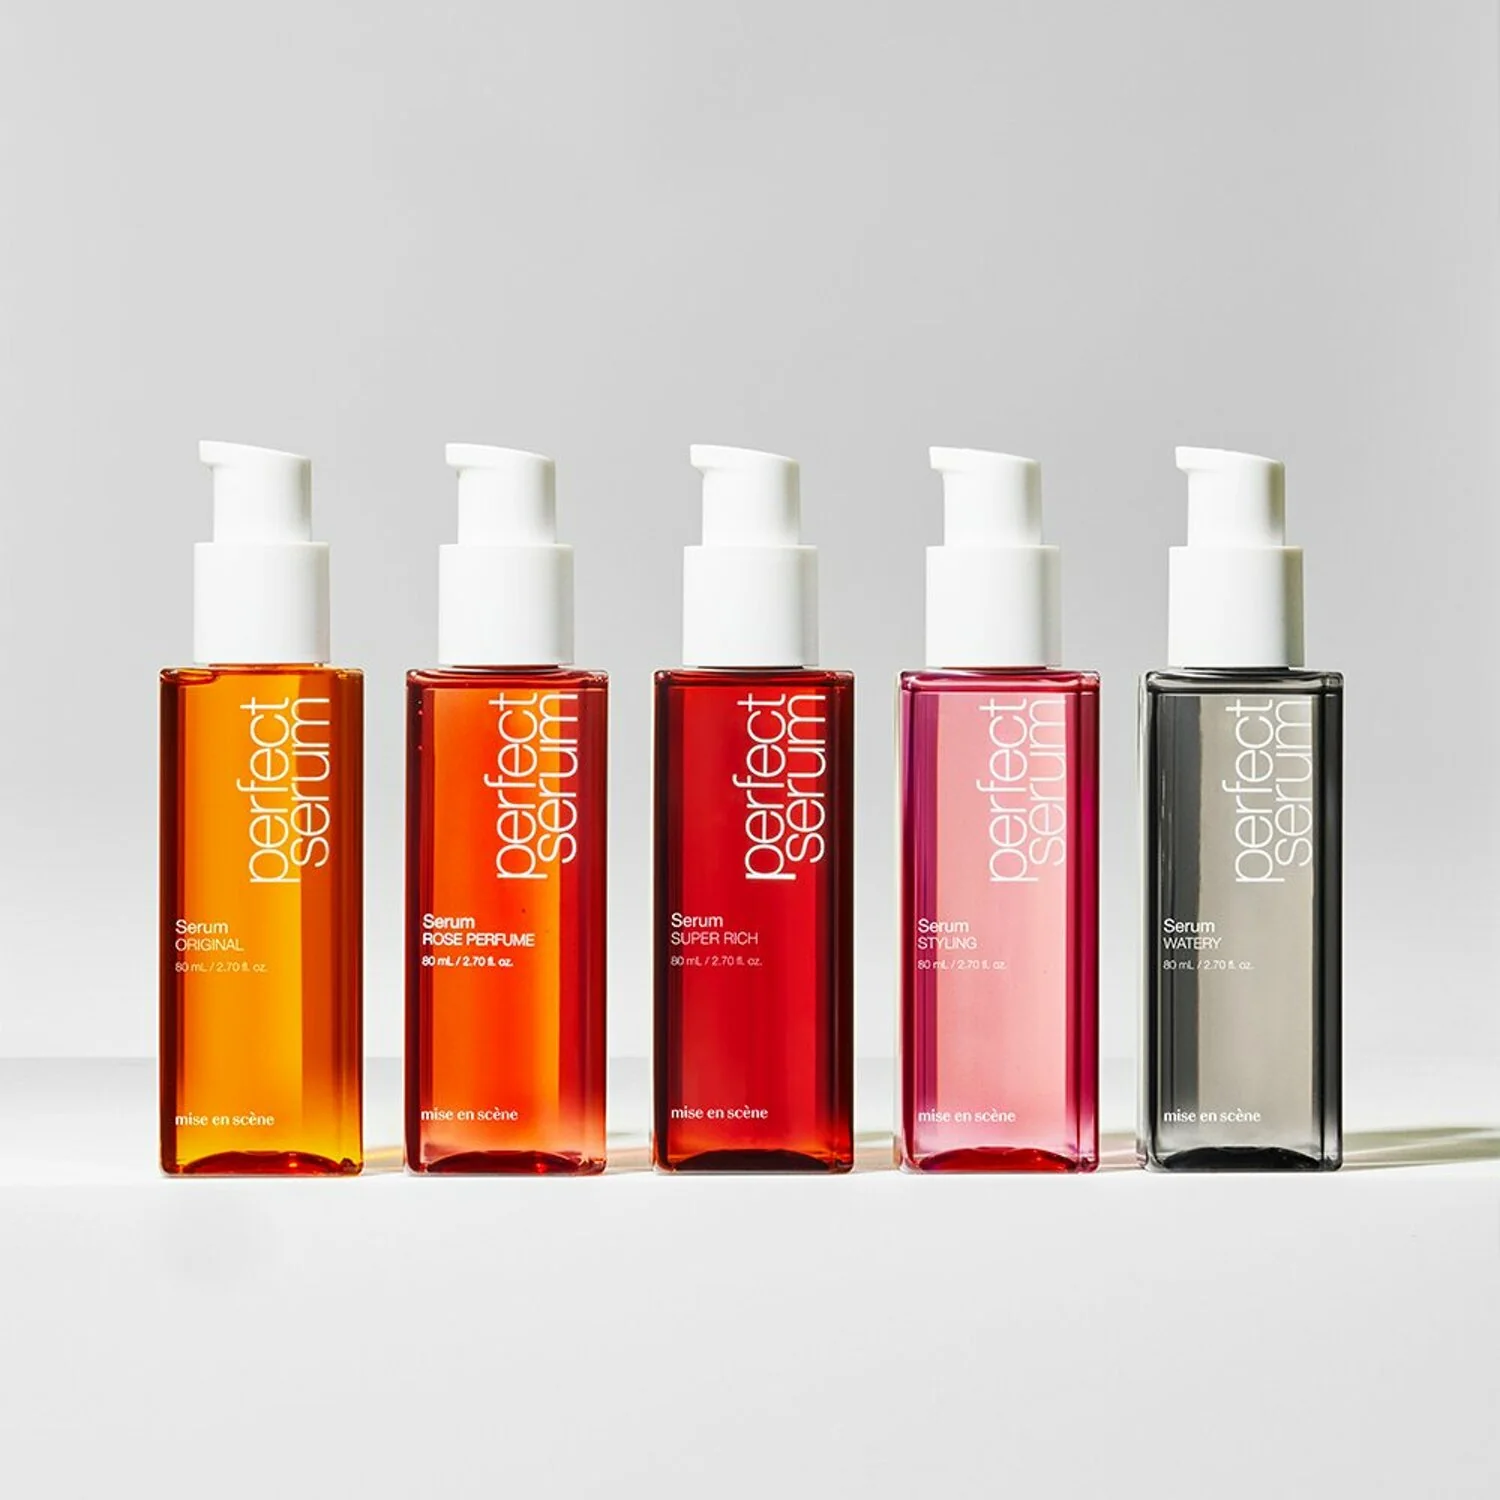 perfect
serum
Serum
ORIGINAL
80 mL / 2.70 fl. oz.
mise en scène
perfect
serum
Serum
ROSE PERFUME
80 mL / 2.70 fl. oz.
mise en scène
perfect
serum
Serum
SUPER RICH
80 mL / 2.70 fl. oz.
mise en scène
perfect
serum
Serum
STYLING
80 mL / 2.70 fl. oz.
mise en scène
perfect
serum
Serum
WATERY
80 mL / 2.70 fl. oz.
mise en scène